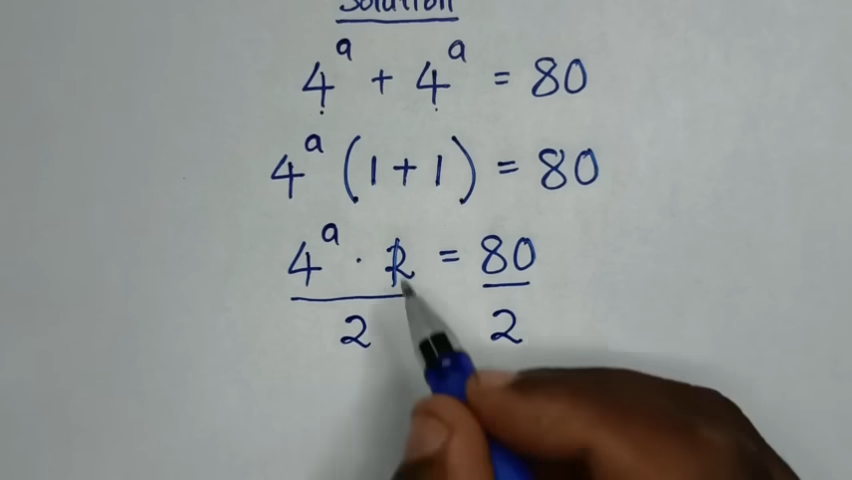 Solution
4^a + 4^a = 80
4^a (1 + 1) = 80
4^a · 2 = 80
2 2